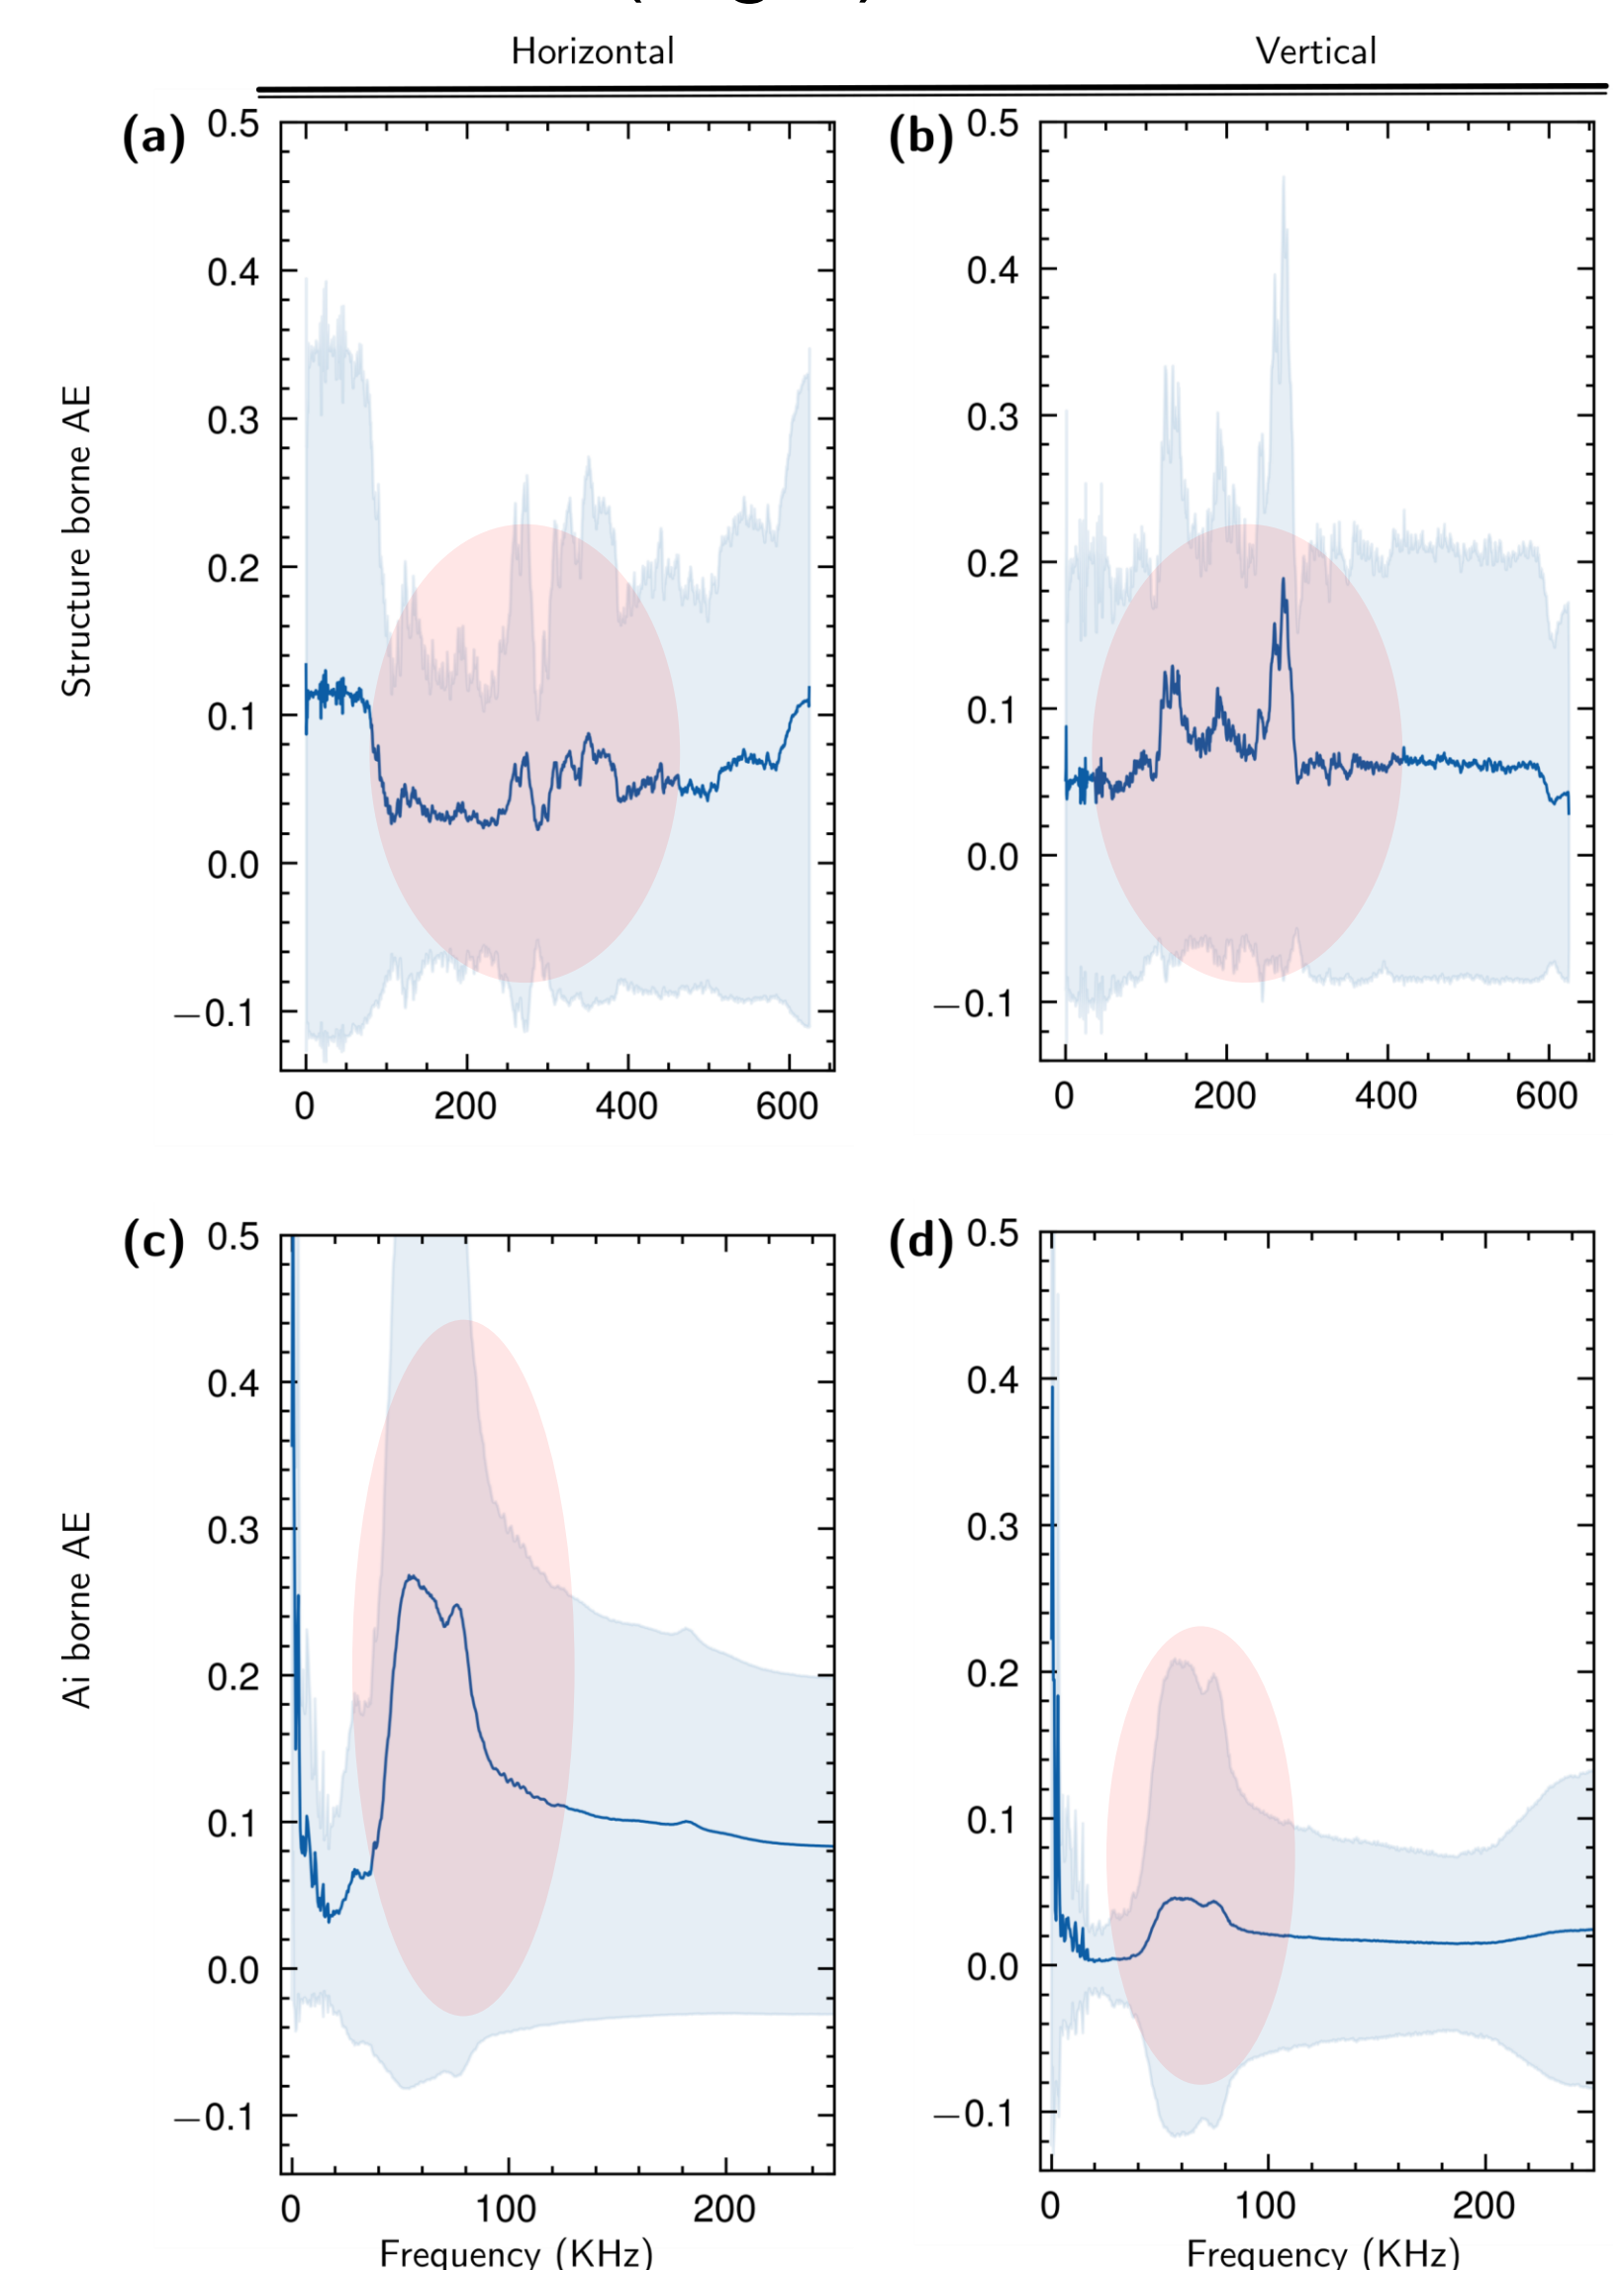 Horizontal Vertical
(a) (b)
0.5 0.5
0.4 0.4
0.3 0.3
0.2 0.2
0.1 0.1
0.0 0.0
−0.1 −0.1
Structure borne AE
0 200 400 600 0 200 400 600
(c) (d)
0.5 0.5
0.4 0.4
0.3 0.3
0.2 0.2
0.1 0.1
0.0 0.0
−0.1 −0.1
Ai borne AE
0 100 200 0 100 200
Frequency (KHz) Frequency (KHz)